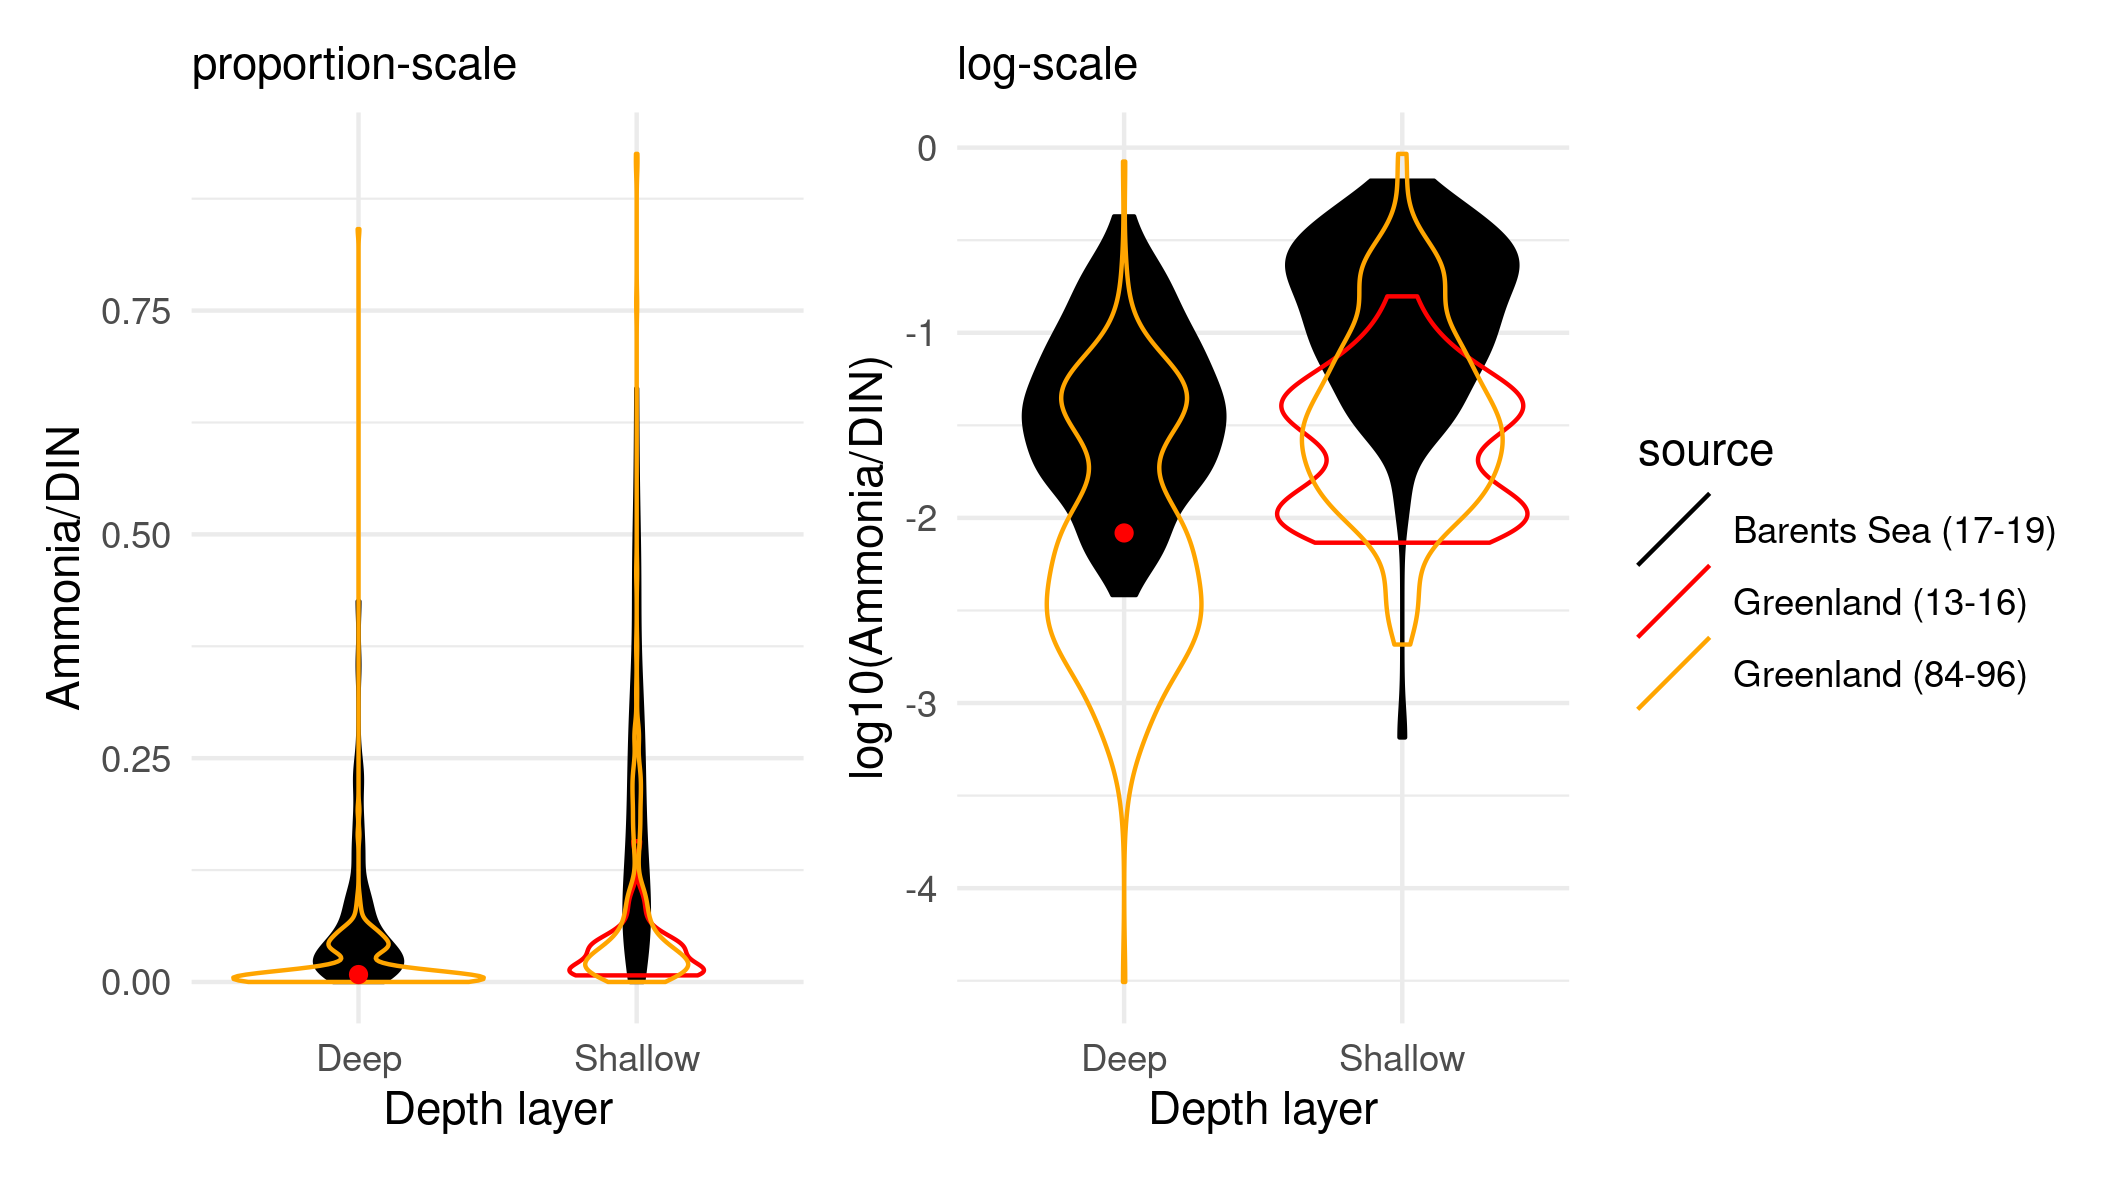 proportion-scale
Ammonia/DIN
0.75
0.50
0.25
0.00
Deep
Shallow
Depth layer
log-scale
log10(Ammonia/DIN)
0
-1
-2
-3
-4
Deep
Shallow
Depth layer
source
Barents Sea (17-19)
Greenland (13-16)
Greenland (84-96)